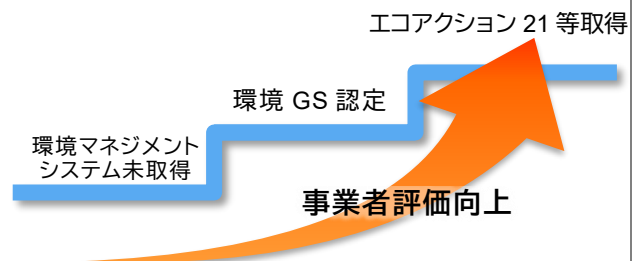 エコアクション 21 等取得
環境 GS 認定
環境マネジメント
システム未取得
事業者評価向上